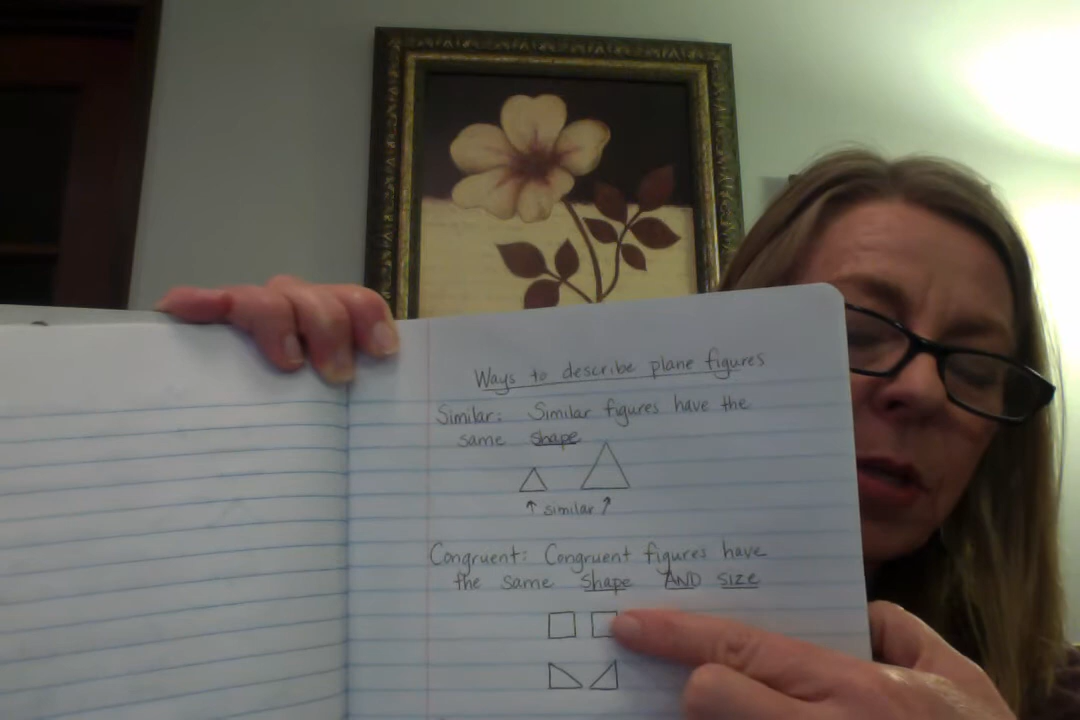 Ways to describe plane figures
Similar: Similar figures have the
same shape
↑ similar ↑
Congruent: Congruent figures have
the same shape AND size